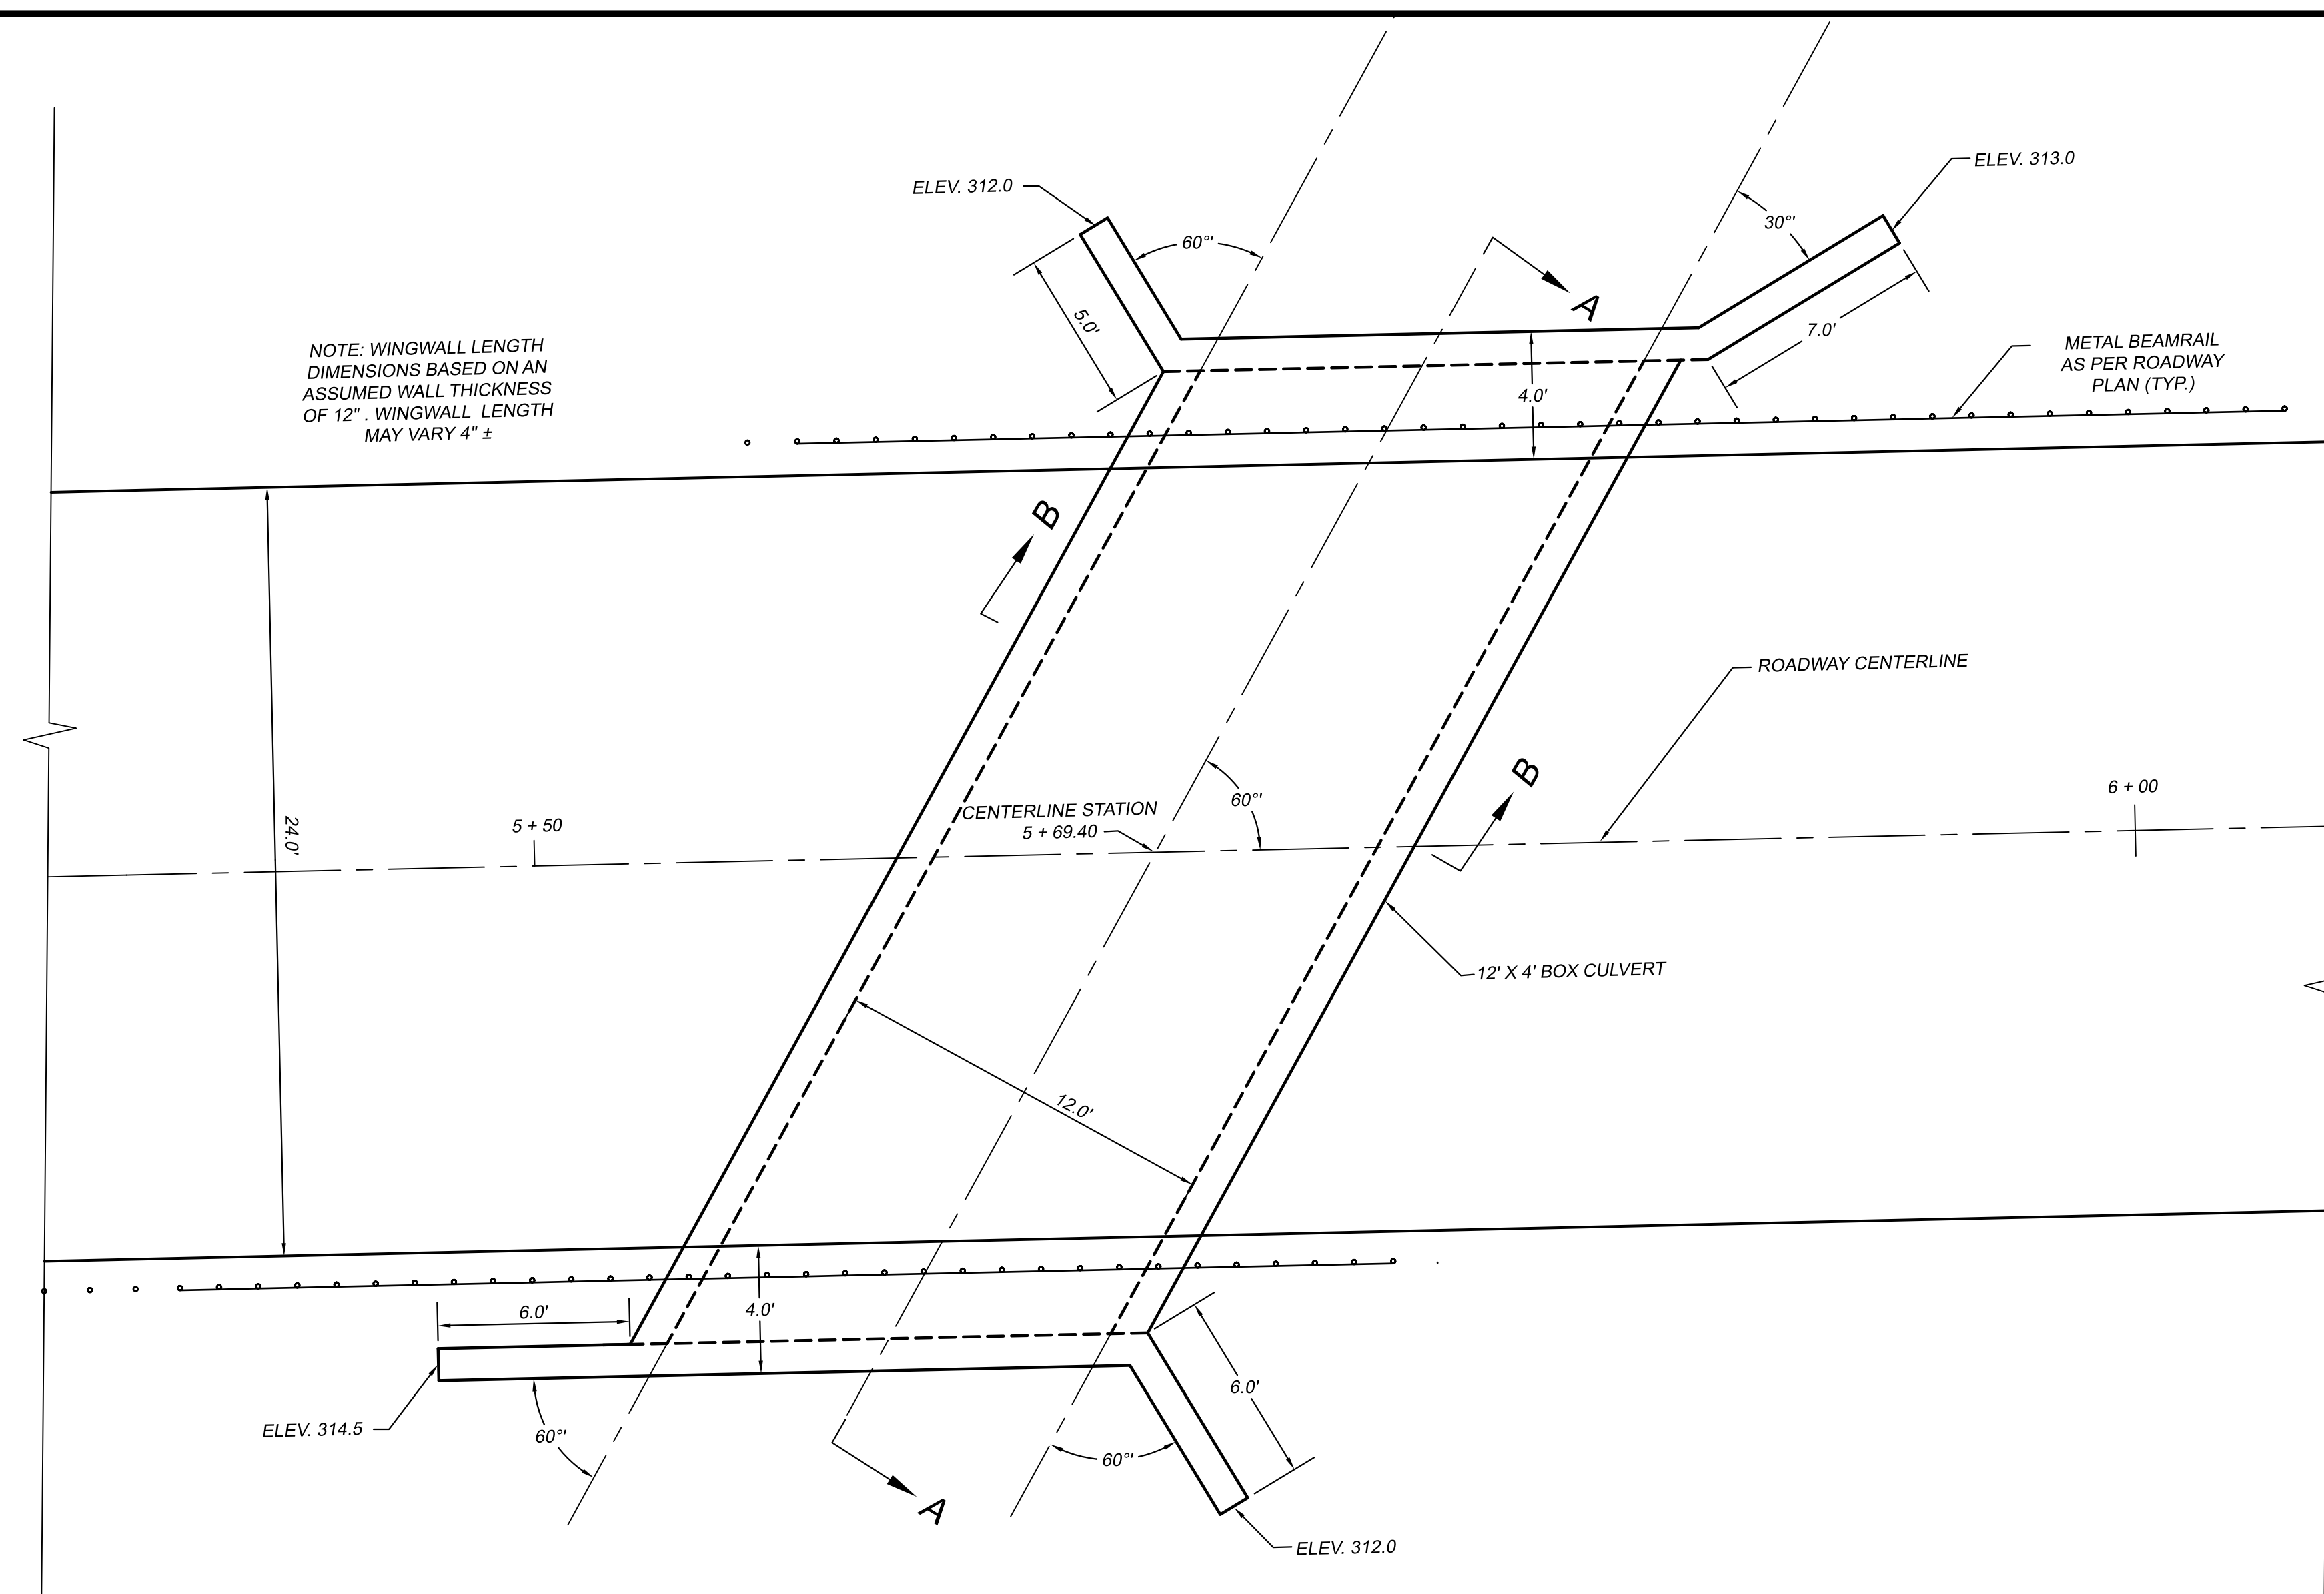 ELEV. 313.0
ELEV. 312.0
30°'
60°'
A
5.0'
7.0'
NOTE: WINGWALL LENGTH
DIMENSIONS BASED ON AN
ASSUMED WALL THICKNESS
OF 12" . WINGWALL LENGTH
MAY VARY 4" ±
METAL BEAMRAIL
AS PER ROADWAY
PLAN (TYP.)
4.0'
B
ROADWAY CENTERLINE
B
6 + 00
60°'
CENTERLINE STATION
5 + 69.40
5 + 50
24.0'
12' X 4' BOX CULVERT
12.0'
6.0'
4.0'
6.0'
ELEV. 314.5
60°'
60°'
A
ELEV. 312.0